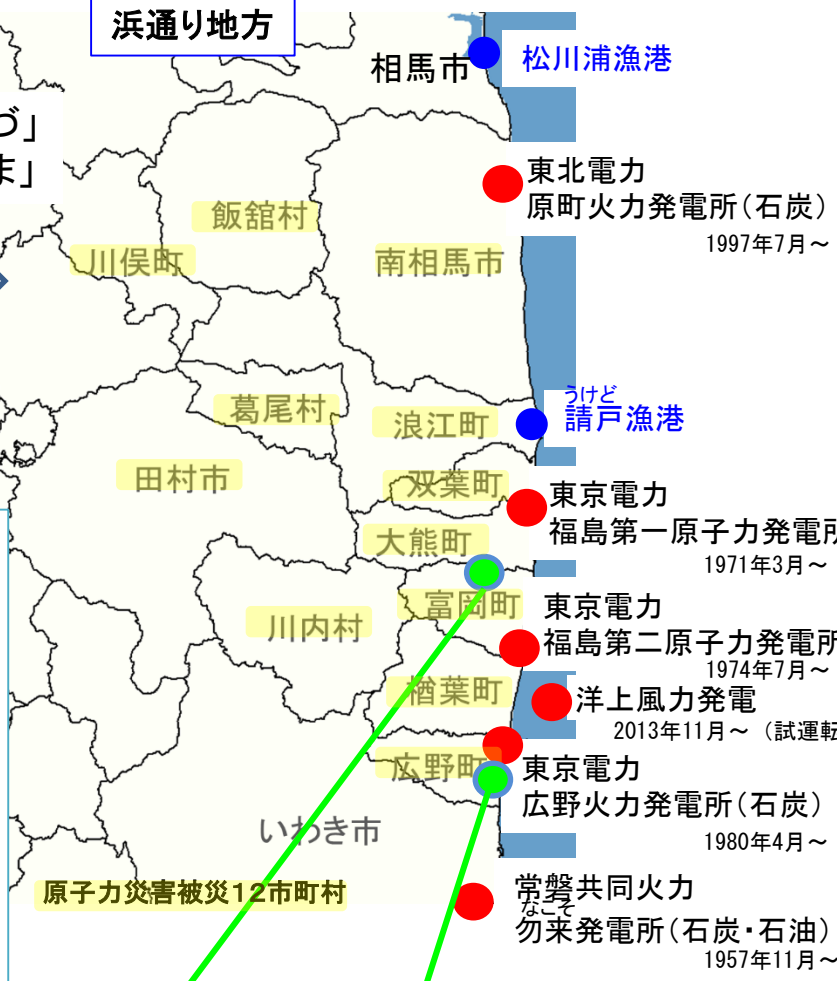 浜通り地方
相馬市
松川浦漁港
づ」
ま」
東北電力
原町火力発電所（石炭）
1997年7月～
飯舘村
川俣町
南相馬市
葛尾村
浪江町
うけど
請戸漁港
田村市
双葉町
東京電力
福島第一原子力発電所
1971年3月～
大熊町
富岡町
川内村
東京電力
福島第二原子力発電所
1974年7月～
楢葉町
洋上風力発電
2013年11月～（試運転
広野町
東京電力
広野火力発電所（石炭）
1980年4月～
いわき市
原子力災害被災１２市町村
常磐共同火力
なこそ
勿来発電所（石炭・石油）
1957年11月～